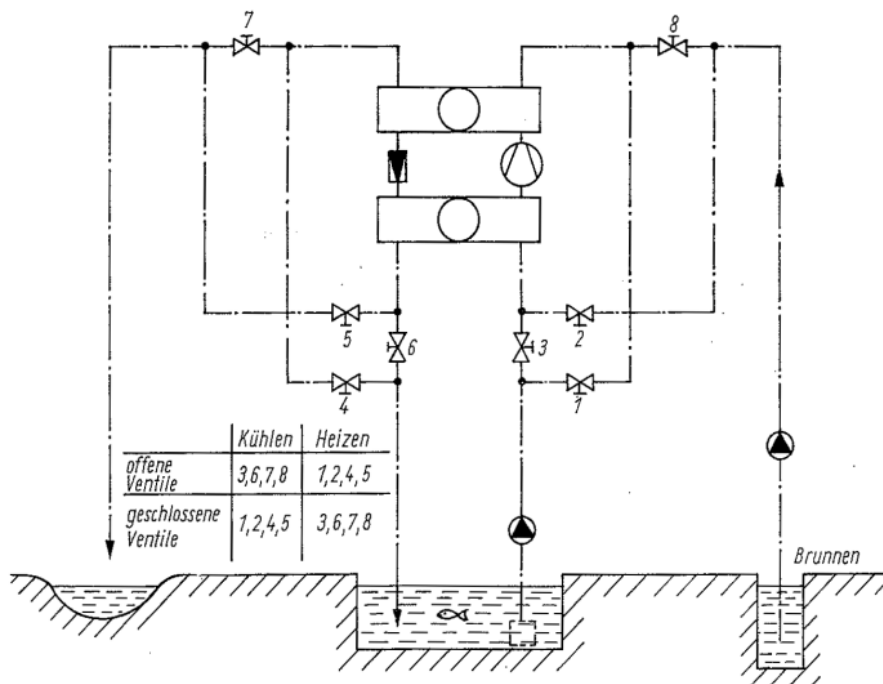 7
8
5
6
3
2
4
1
Kühlen Heizen
offene
Ventile 3,6,7,8 1,2,4,5
geschlossene
Ventile 1,2,4,5 3,6,7,8
Brunnen